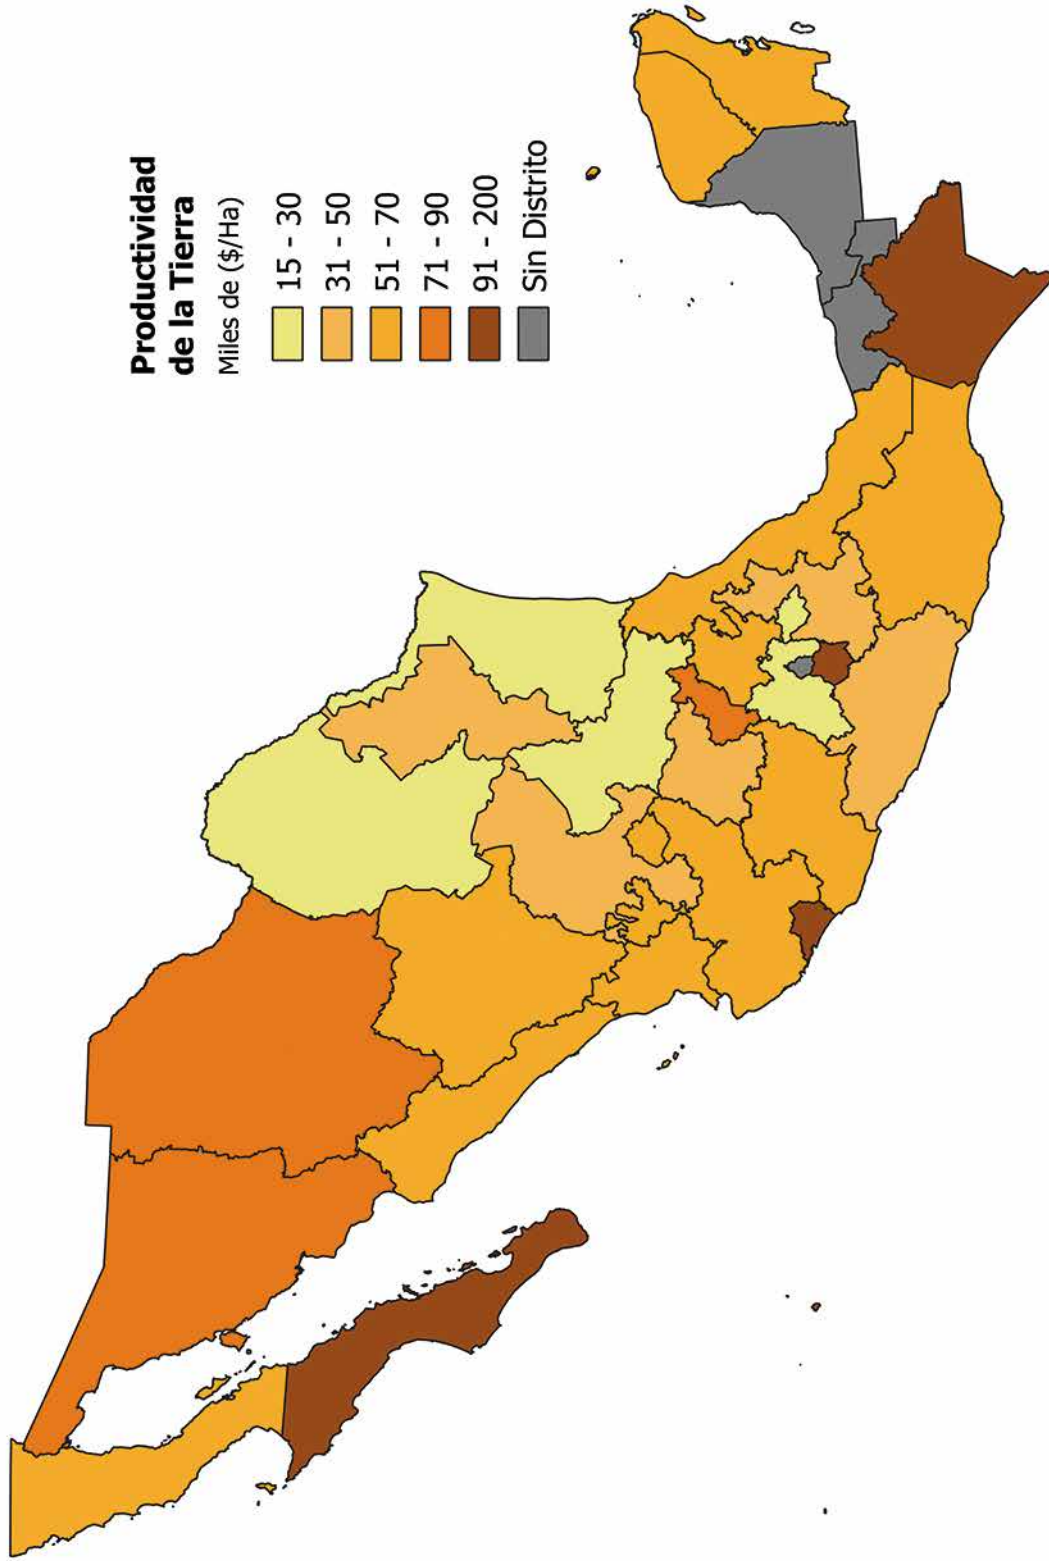 Productividad
de la Tierra
Miles de ($/Ha)
15 - 30
31 - 50
51 - 70
71 - 90
91 - 200
Sin Distrito